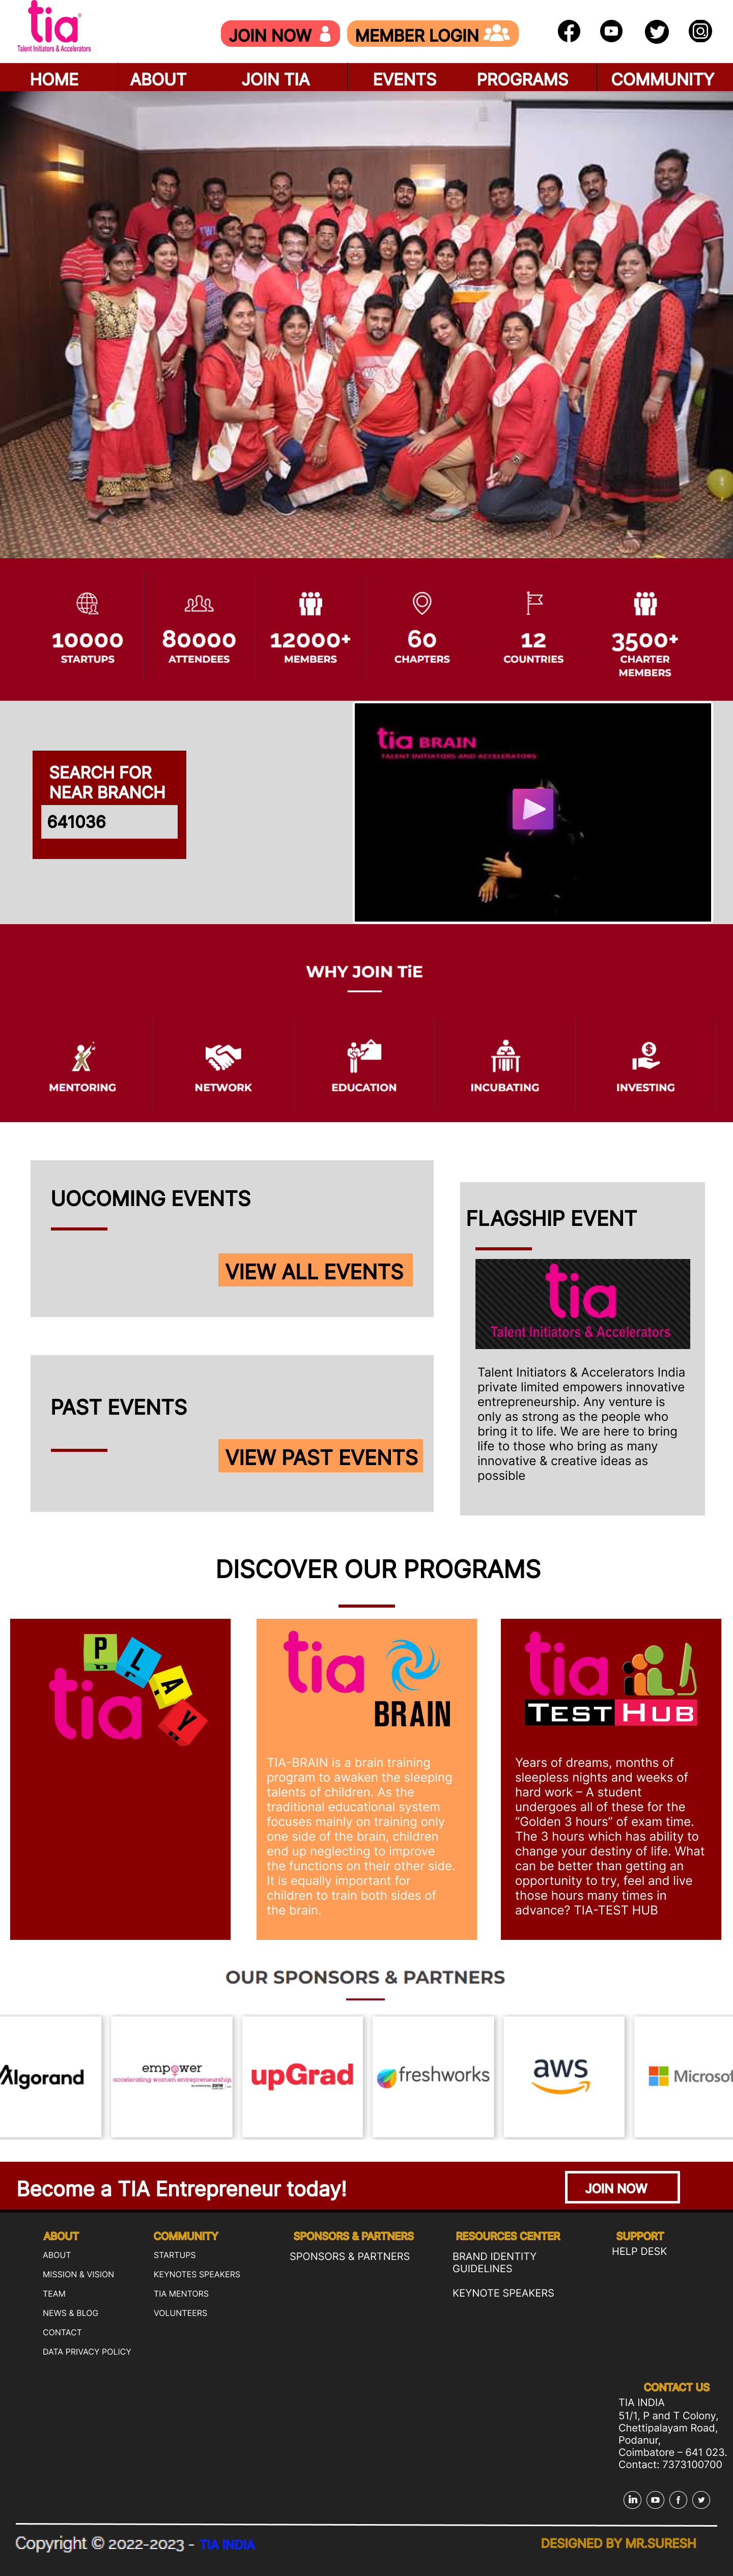 tia
Talent Initiators & Accelerators
JOIN NOW
MEMBER LOGIN
HOME
ABOUT
JOIN TIA
EVENTS
PROGRAMS
COMMUNITY
10000
STARTUPS
80000
ATTENDEES
12000+
MEMBERS
60
CHAPTERS
12
COUNTRIES
3500+
CHARTER
MEMBERS
SEARCH FOR
NEAR BRANCH
641036
tia BRAIN
TALENT INITIATORS AND ACCELERATORS
WHY JOIN TiE
MENTORING
NETWORK
EDUCATION
INCUBATING
INVESTING
UOCOMING EVENTS
VIEW ALL EVENTS
PAST EVENTS
VIEW PAST EVENTS
FLAGSHIP EVENT
tia
Talent Initiators & Accelerators
Talent Initiators & Accelerators India
private limited empowers innovative
entrepreneurship. Any venture is
only as strong as the people who
bring it to life. We are here to bring
life to those who bring as many
innovative & creative ideas as
possible
DISCOVER OUR PROGRAMS
tia PLAY
tia
BRAIN
TIA-BRAIN is a brain training
program to awaken the sleeping
talents of children. As the
traditional educational system
focuses mainly on training only
one side of the brain, children
end up neglecting to improve
the functions on their other side.
It is equally important for
children to train both sides of
the brain.
tia
TEST HUB
Years of dreams, months of
sleepless nights and weeks of
hard work – A student
undergoes all of these for the
“Golden 3 hours” of exam time.
The 3 hours which has ability to
change your destiny of life. What
can be better than getting an
opportunity to try, feel and live
those hours many times in
advance? TIA-TEST HUB
OUR SPONSORS & PARTNERS
Algorand
empower
accelerating women entrepreneurship
upGrad
freshworks
aws
Microsof
Become a TIA Entrepreneur today!
JOIN NOW
ABOUT
ABOUT
MISSION & VISION
TEAM
NEWS & BLOG
CONTACT
DATA PRIVACY POLICY
COMMUNITY
STARTUPS
KEYNOTES SPEAKERS
TIA MENTORS
VOLUNTEERS
SPONSORS & PARTNERS
SPONSORS & PARTNERS
RESOURCES CENTER
BRAND IDENTITY
GUIDELINES
KEYNOTE SPEAKERS
SUPPORT
HELP DESK
CONTACT US
TIA INDIA
51/1, P and T Colony,
Chettipalayam Road,
Podanur,
Coimbatore – 641 023.
Contact: 7373100700
Copyright © 2022-2023 - TIA INDIA
DESIGNED BY MR.SURESH